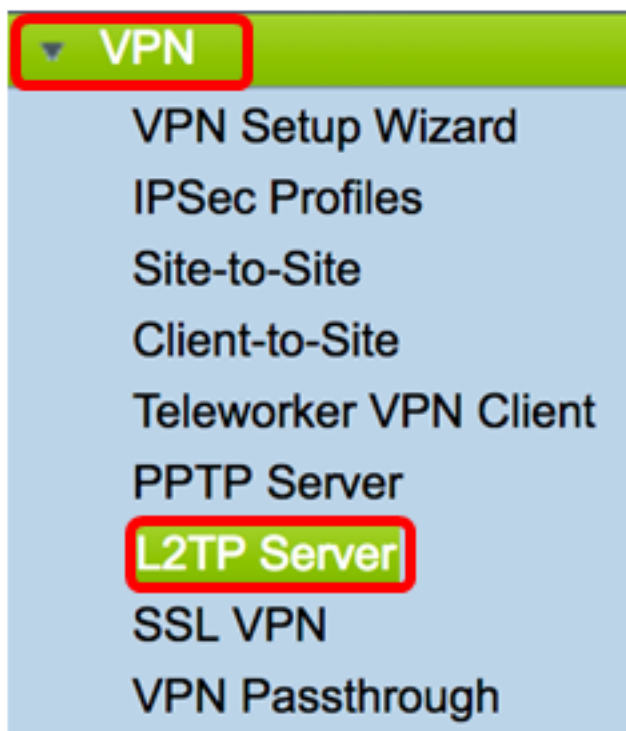 VPN
VPN Setup Wizard
IPSec Profiles
Site-to-Site
Client-to-Site
Teleworker VPN Client
PPTP Server
L2TP Server
SSL VPN
VPN Passthrough